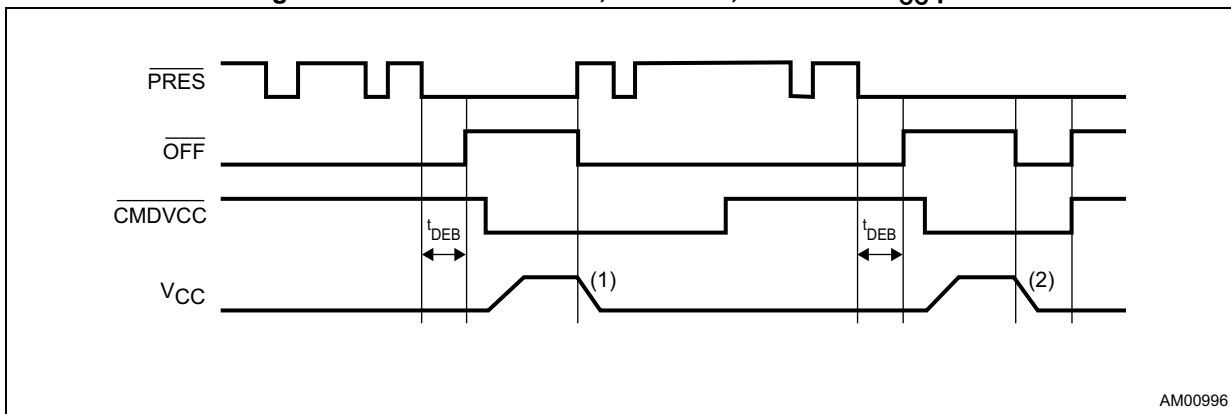 PRES
OFF
CMDVCC
tDEB
tDEB
VCC
(1)
(2)
AM00996